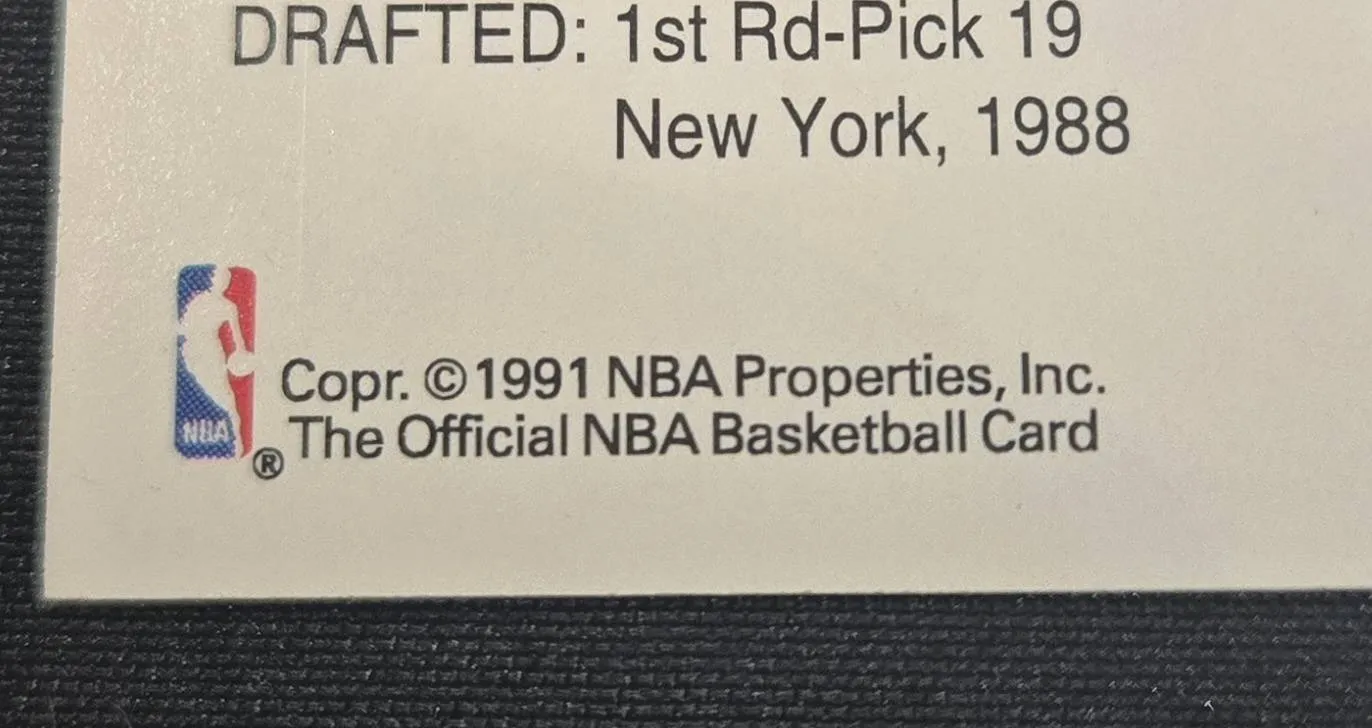 DRAFTED: 1st Rd-Pick 19
New York, 1988
Copr. ©1991 NBA Properties, Inc.
NBA ® The Official NBA Basketball Card